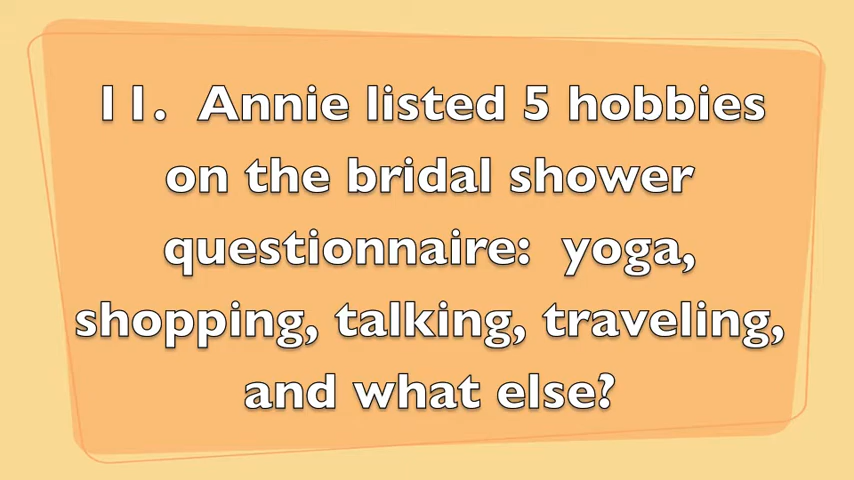 11.  Annie listed 5 hobbies
on the bridal shower
questionnaire:  yoga,
shopping, talking, traveling,
and what else?